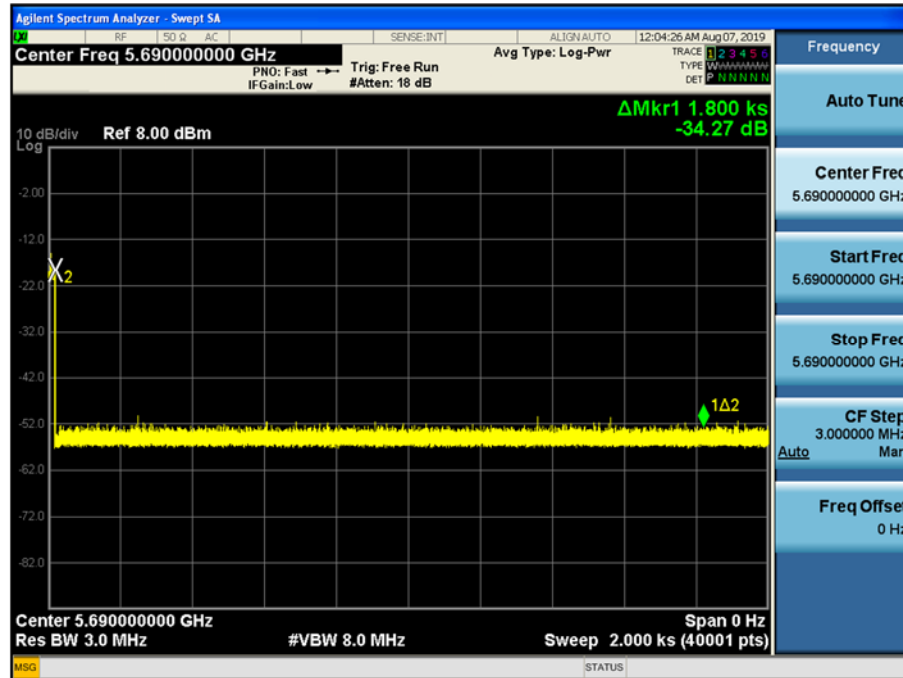 Agilent Spectrum Analyzer - Swept SA
LXI RF 50 Ω AC SENSE:INT ALIGN AUTO 12:04:26 AM Aug 07, 2019
Center Freq 5.690000000 GHz
PNO: Fast
IFGain:Low
Trig: Free Run
#Atten: 18 dB
Avg Type: Log-Pwr
TRACE 1 2 3 4 5 6
TYPE WWWWWWW
DET P N N N N N
ΔMkr1 1.800 ks
-34.27 dB
10 dB/div Ref 8.00 dBm
Log
-2.00
-12.0
-22.0
-32.0
-42.0
-52.0
-62.0
-72.0
-82.0
X2
1Δ2
Center 5.690000000 GHz Span 0 Hz
Res BW 3.0 MHz #VBW 8.0 MHz Sweep 2.000 ks (40001 pts)
MSG STATUS
Frequency
Auto Tune
Center Freq
5.690000000 GHz
Start Freq
5.690000000 GHz
Stop Freq
5.690000000 GHz
CF Step
3.000000 MHz
Auto Man
Freq Offset
0 Hz